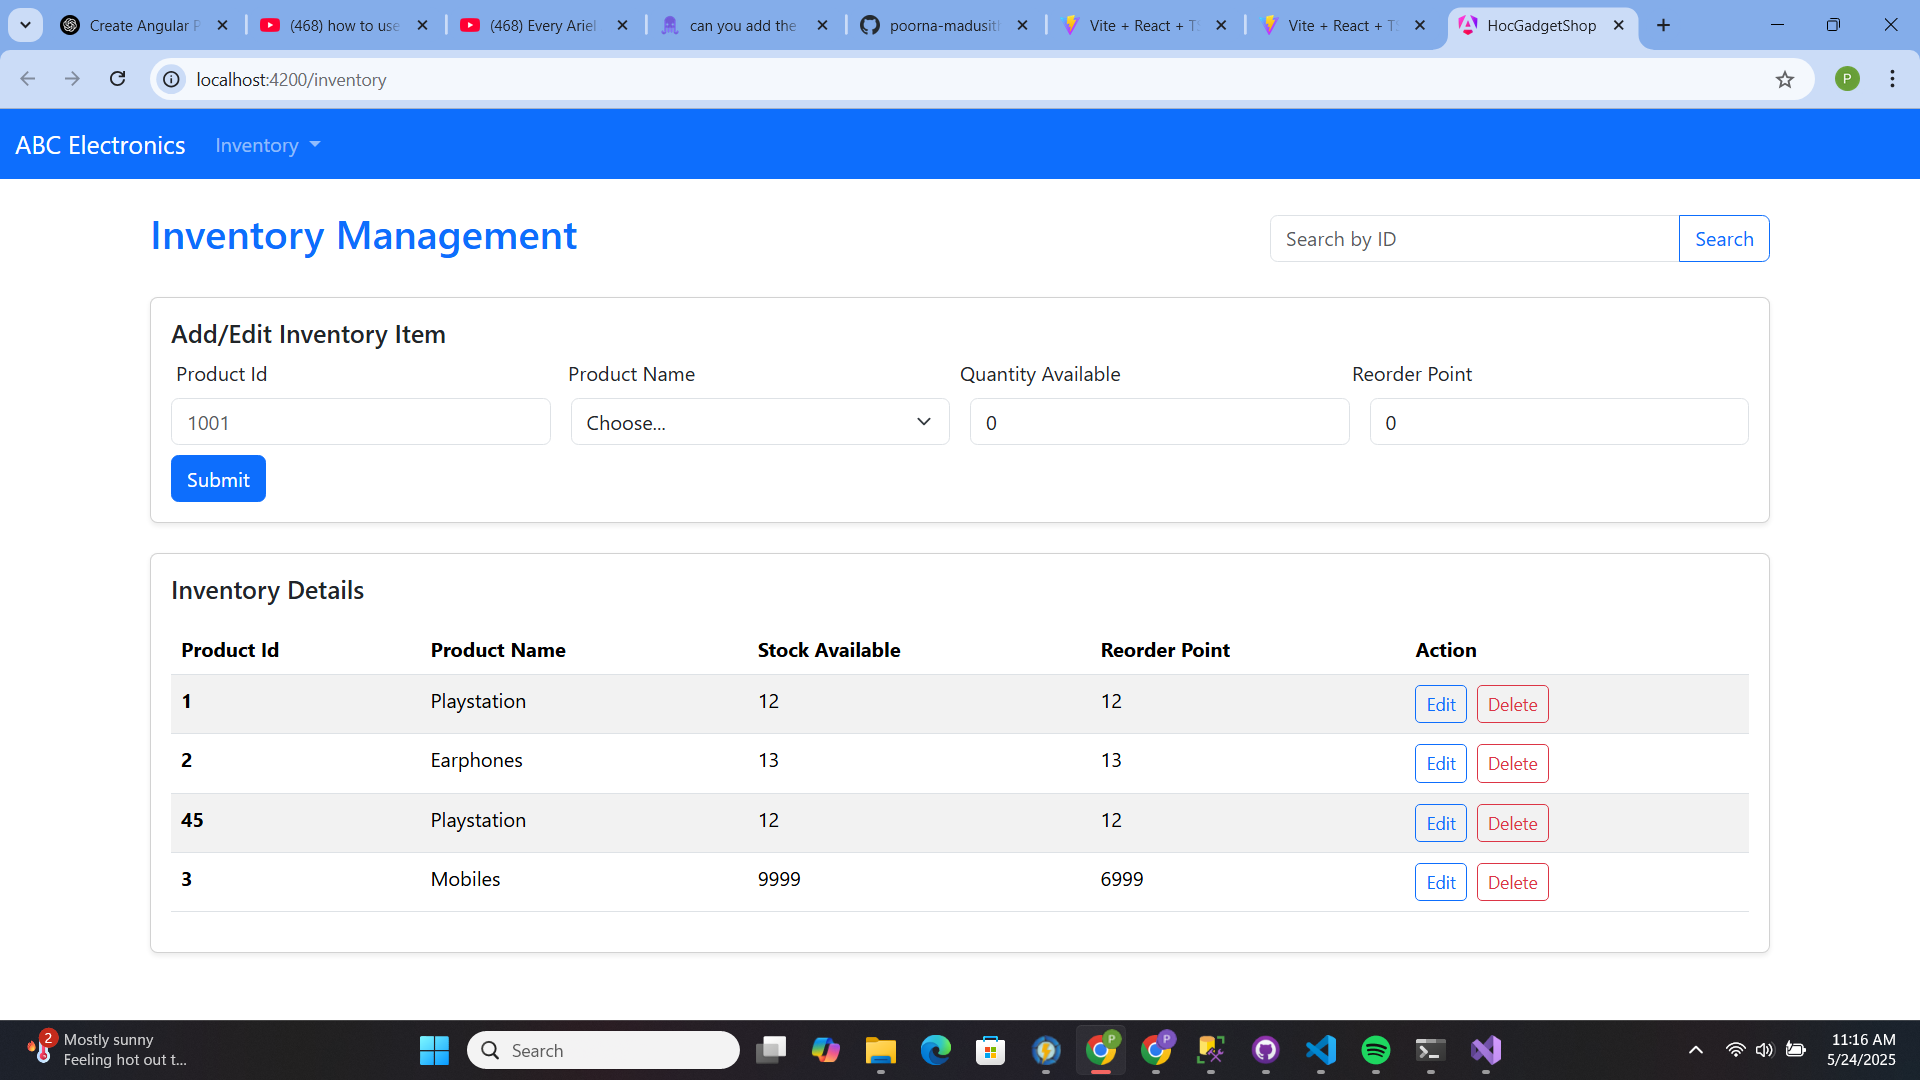 Create Angular P
(468) how to use
(468) Every Ariel
can you add the
poorna-madusith
Vite + React + TS
Vite + React + TS
HocGadgetShop
localhost:4200/inventory
P
ABC Electronics
Inventory
Inventory Management
Search by ID
Search
Add/Edit Inventory Item
Product Id Product Name Quantity Available Reorder Point
1001 Choose... 0 0
Submit
Inventory Details
Product Id Product Name Stock Available Reorder Point Action
1 Playstation 12 12 Edit Delete
2 Earphones 13 13 Edit Delete
45 Playstation 12 12 Edit Delete
3 Mobiles 9999 6999 Edit Delete
2
Mostly sunny
Feeling hot out t...
Search
P
P
11:16 AM
5/24/2025